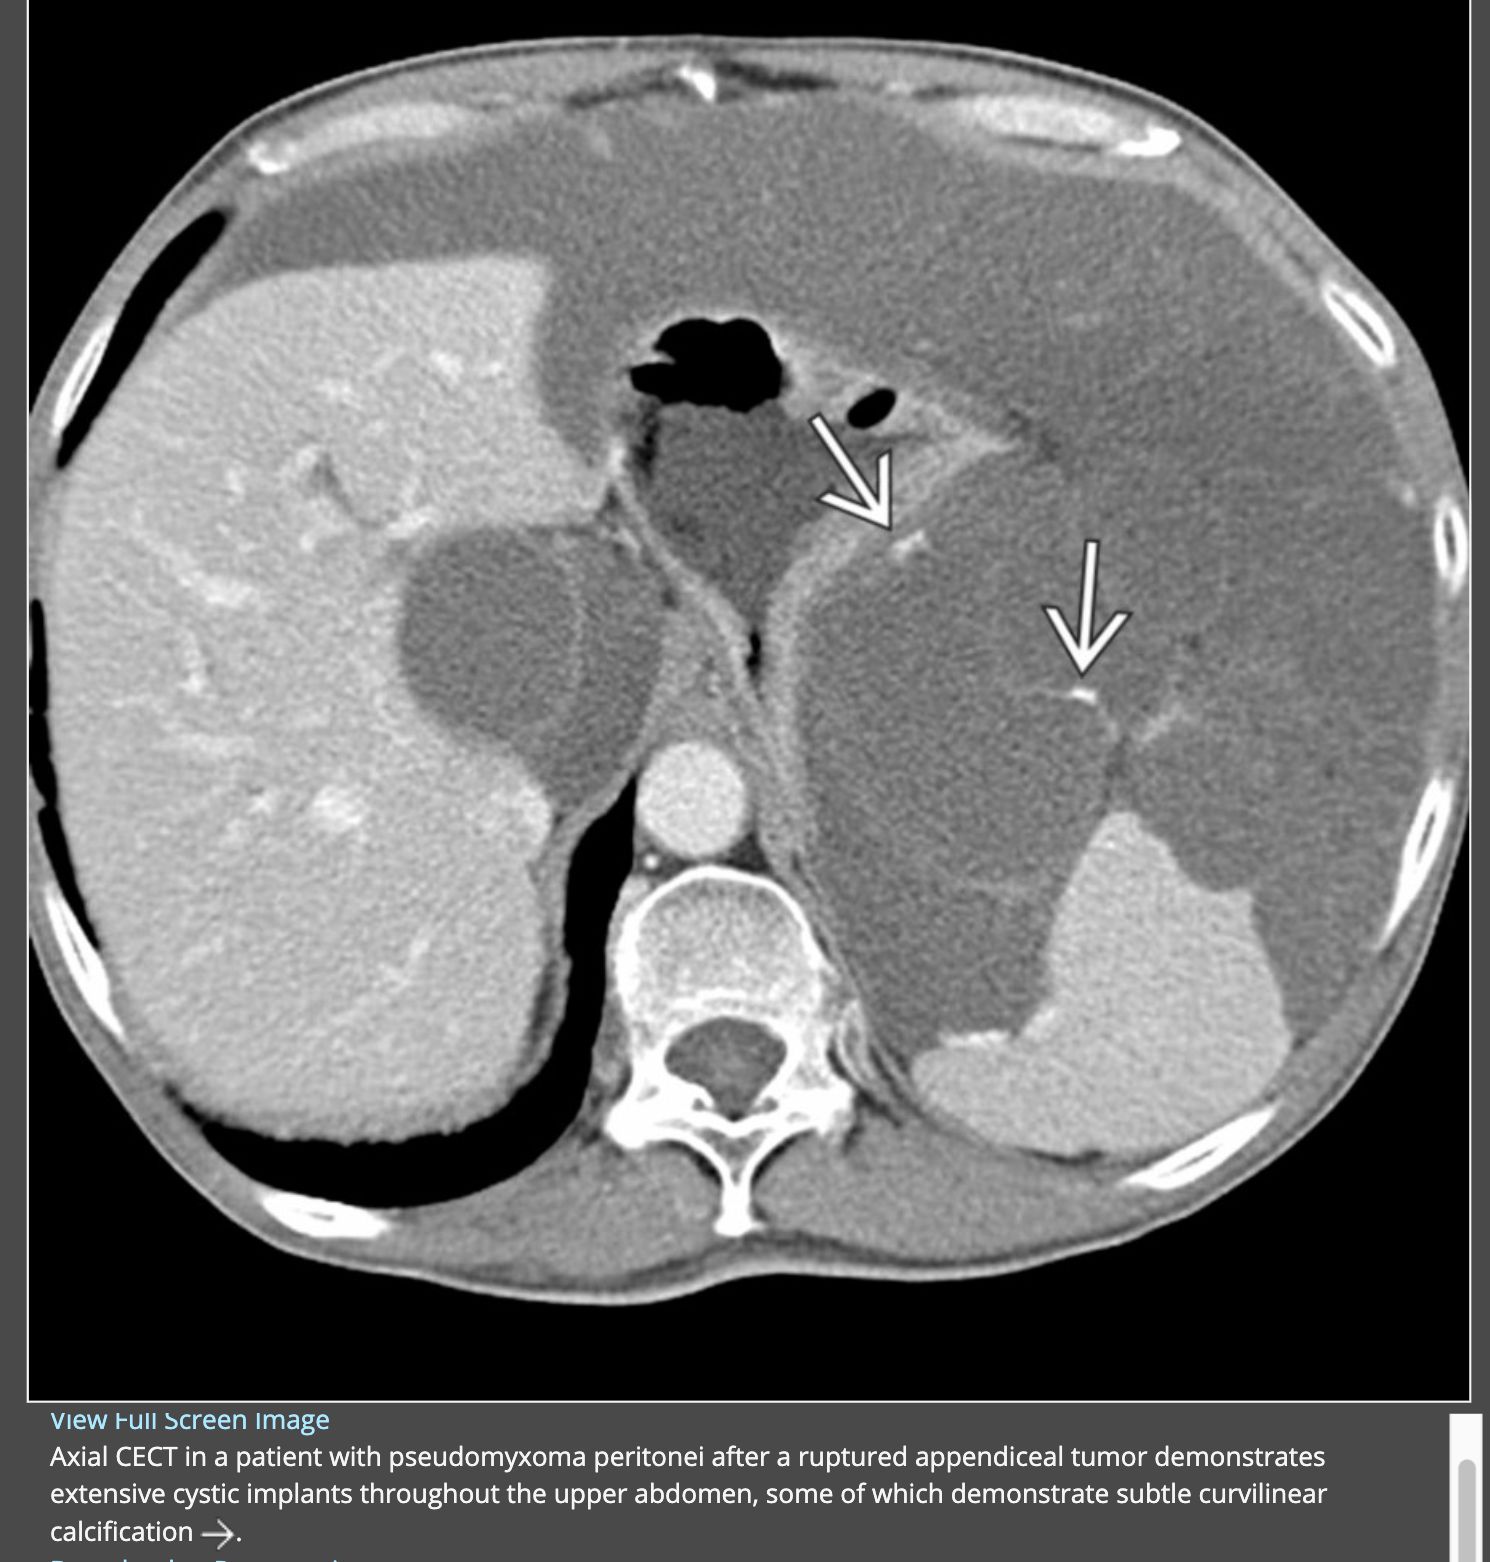 View Full Screen Image
Axial CECT in a patient with pseudomyxoma peritonei after a ruptured appendiceal tumor demonstrates
extensive cystic implants throughout the upper abdomen, some of which demonstrate subtle curvilinear
calcification →.